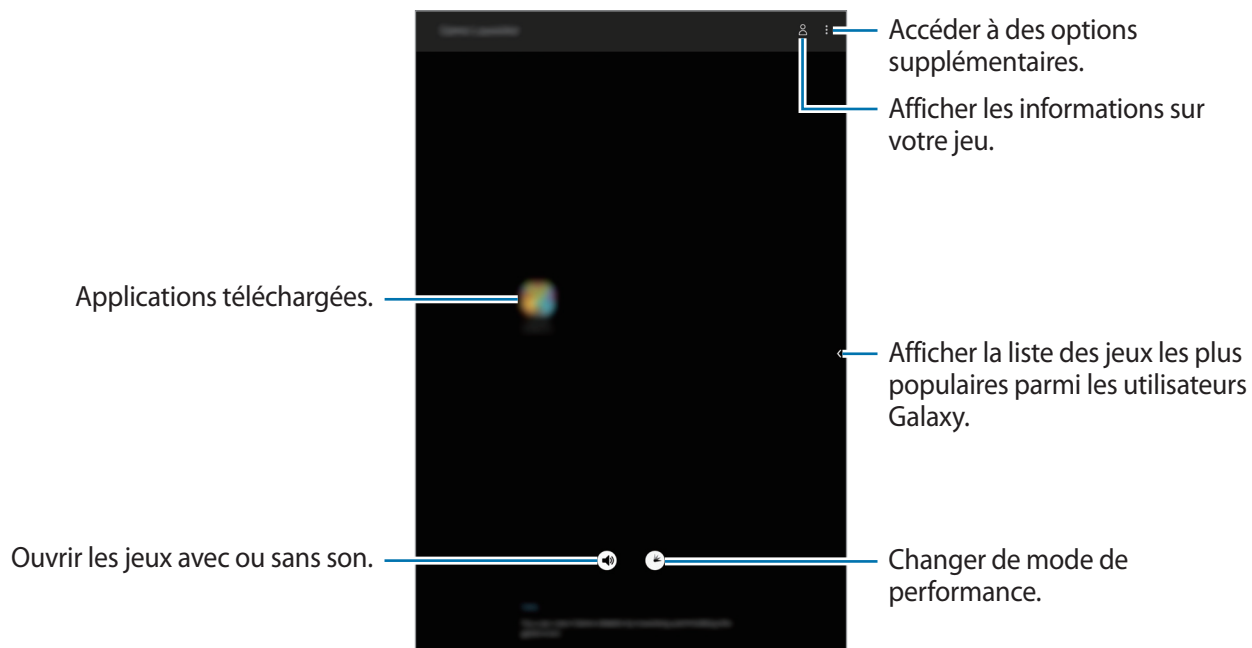 Accéder à des options
supplémentaires.
Afficher les informations sur
votre jeu.
Applications téléchargées.
Afficher la liste des jeux les plus
populaires parmi les utilisateurs
Galaxy.
Ouvrir les jeux avec ou sans son.
Changer de mode de
performance.